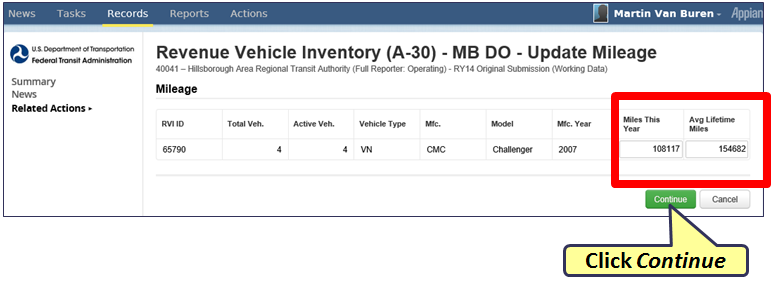 News Tasks Records Reports Actions Martin Van Buren - Appian
U.S. Department of Transportation
Federal Transit Administration
Summary
News
Related Actions ▸
Revenue Vehicle Inventory (A-30) - MB DO - Update Mileage
40041 – Hillsborough Area Regional Transit Authority (Full Reporter: Operating) - RY14 Original Submission (Working Data)
Mileage
RVI ID Total Veh. Active Veh. Vehicle Type Mfc. Model Mfc. Year Miles This Year Avg Lifetime Miles
65790 4 4 VN CMC Challenger 2007 108117 154682
Continue Cancel
Click Continue